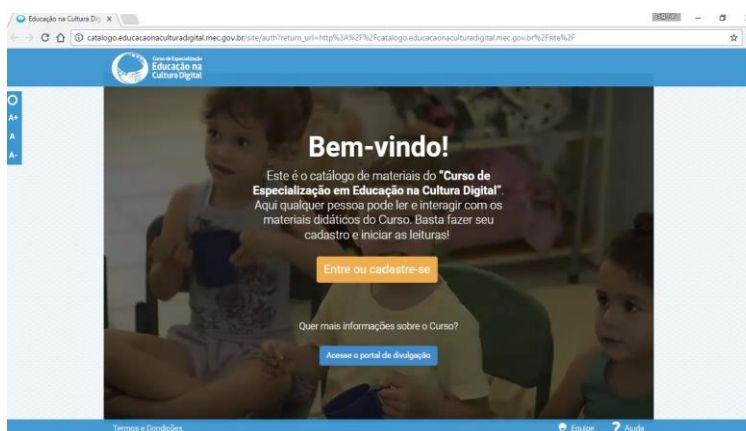 Educação na Cultura Dig
catalogo.educacaonaculturadigital.mec.gov.br/site/auth?return_url=http%3A%2F%2Fcatalogo.educacaonaculturadigital.mec.gov.br%2Fsite%2F
Curso de Especialização
Educação na
Cultura Digital
A+
A
A-
Bem-vindo!
Este é o catálogo de materiais do "Curso de
Especialização em Educação na Cultura Digital".
Aqui qualquer pessoa pode ler e interagir com os
materiais didáticos do Curso. Basta fazer seu
cadastro e iniciar as leituras!
Entre ou cadastre-se
Quer mais informações sobre o Curso?
Acesse o portal de divulgação
Termos e Condições
Equipe
? Ajuda